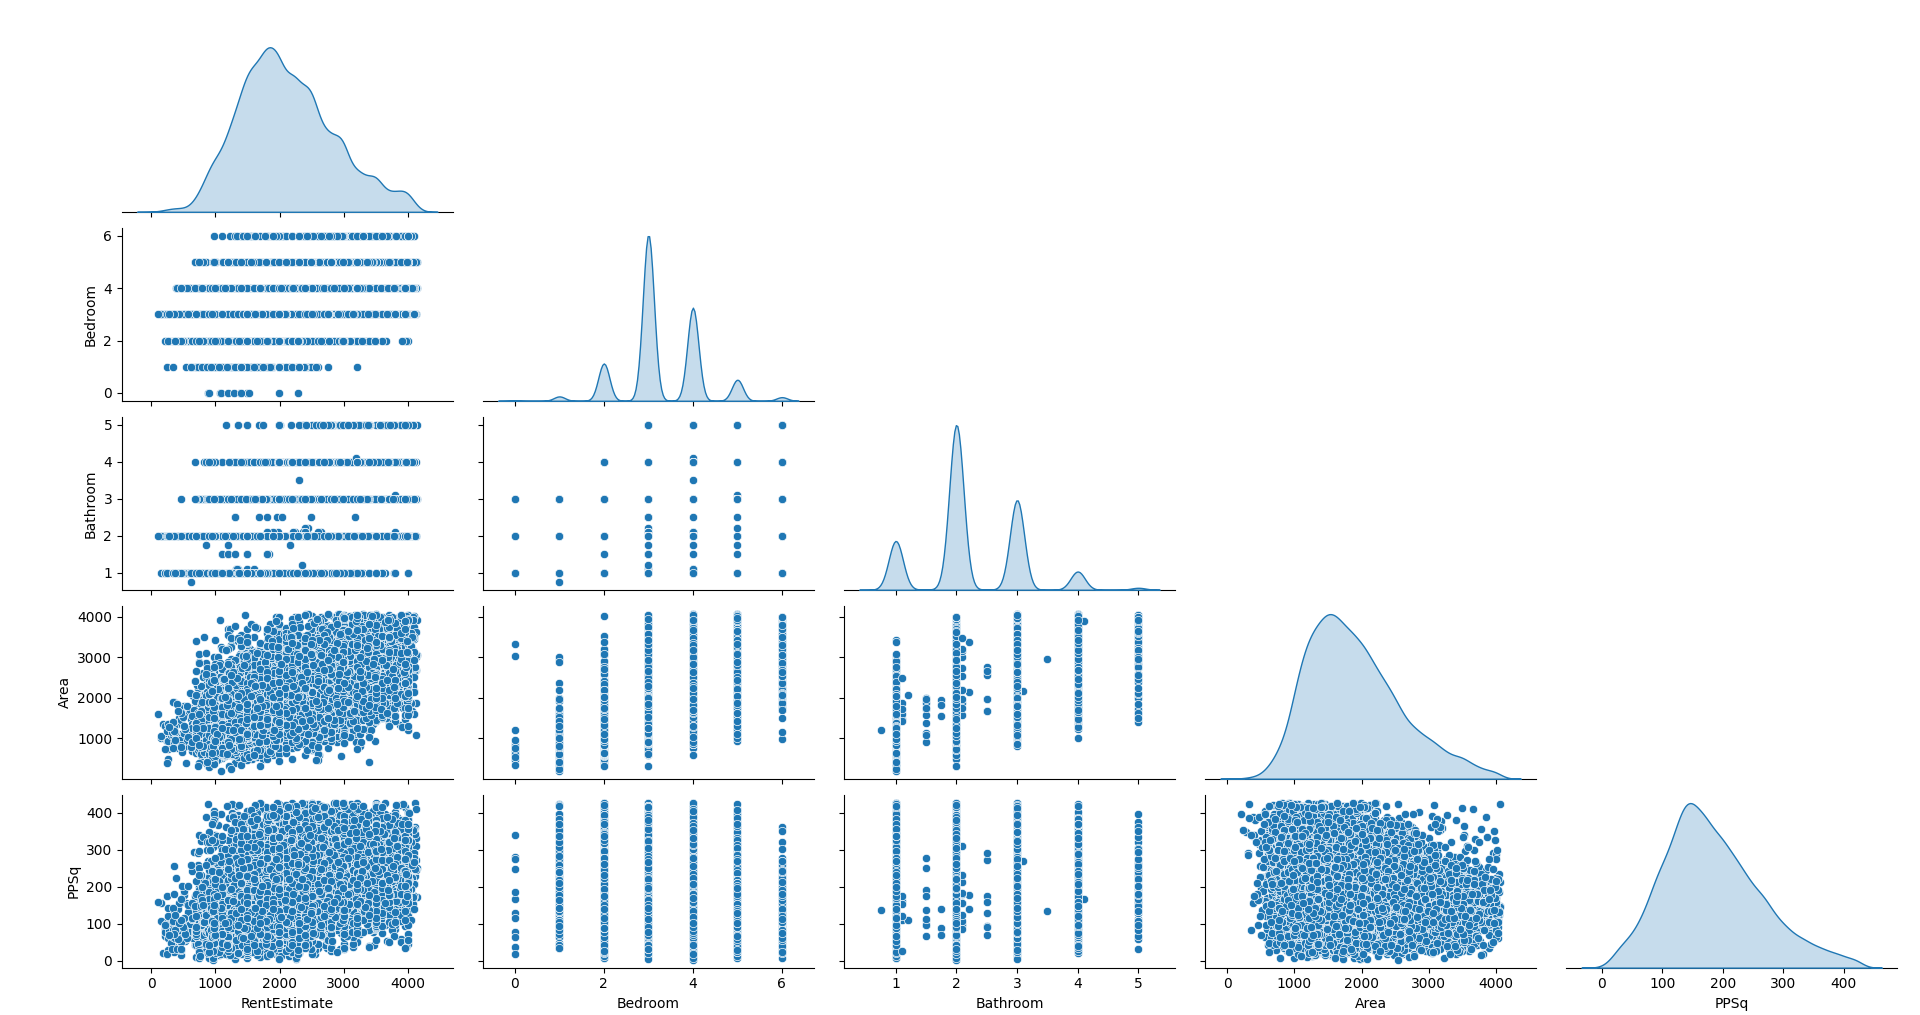 6
4
2
0
Bedroom
5
4
3
2
1
Bathroom
4000
3000
2000
1000
Area
400
300
200
100
0
PPSq
0 1000 2000 3000 4000
RentEstimate
0 2 4 6
Bedroom
1 2 3 4 5
Bathroom
0 1000 2000 3000 4000
Area
0 100 200 300 400
PPSq